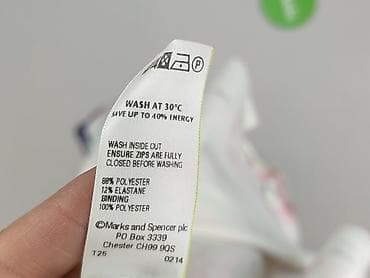 P
WASH AT 30°C
SAVE UP TO 40% ENERGY
WASH INSIDE OUT
ENSURE ZIPS ARE FULLY
CLOSED BEFORE WASHING
88% POLYESTER
12% ELASTANE
BINDING
100% POLYESTER
©Marks and Spencer plc
PO Box 3339
Chester CH99 9QS
T26 0214